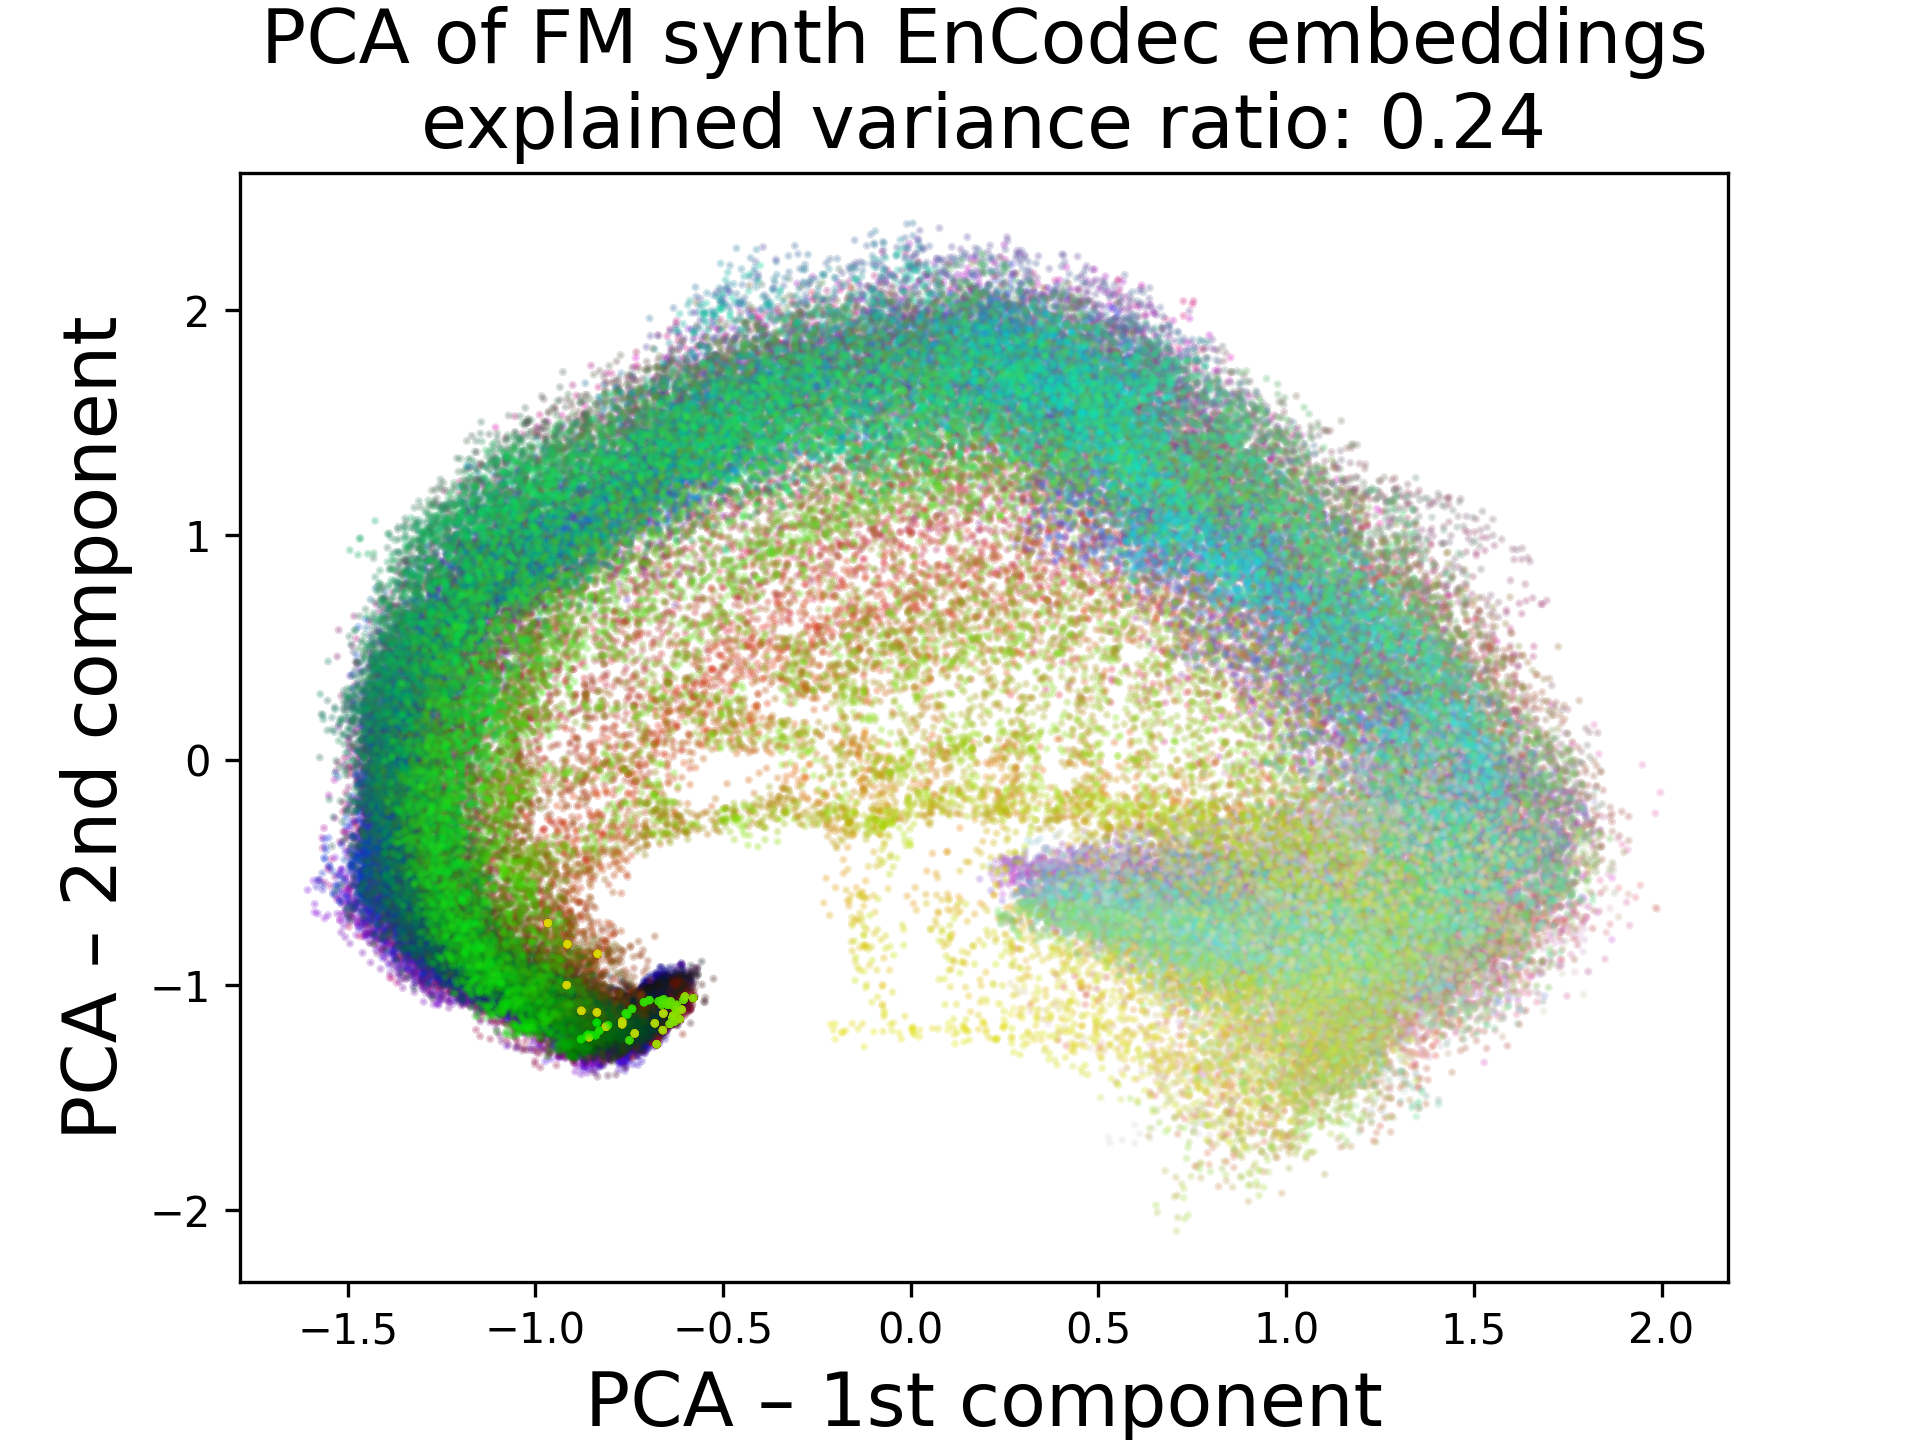 PCA of FM synth EnCodec embeddings
explained variance ratio: 0.24
PCA – 2nd component
2
1
0
−1
−2
−1.5 −1.0 −0.5 0.0 0.5 1.0 1.5 2.0
PCA – 1st component